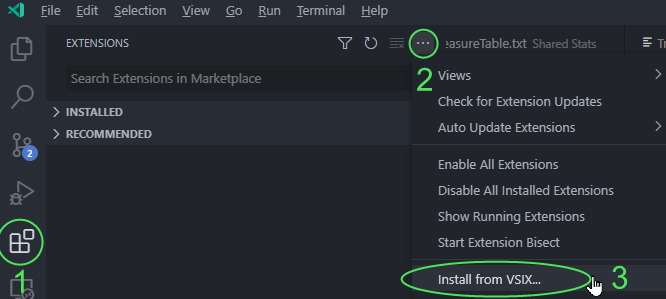 File Edit Selection View Go Run Terminal Help
EXTENSIONS
easureTable.txt Shared Stats
2
Search Extensions in Marketplace
INSTALLED
RECOMMENDED
2
1
Views
Check for Extension Updates
Auto Update Extensions
Enable All Extensions
Disable All Installed Extensions
Show Running Extensions
Start Extension Bisect
Install from VSIX...
3